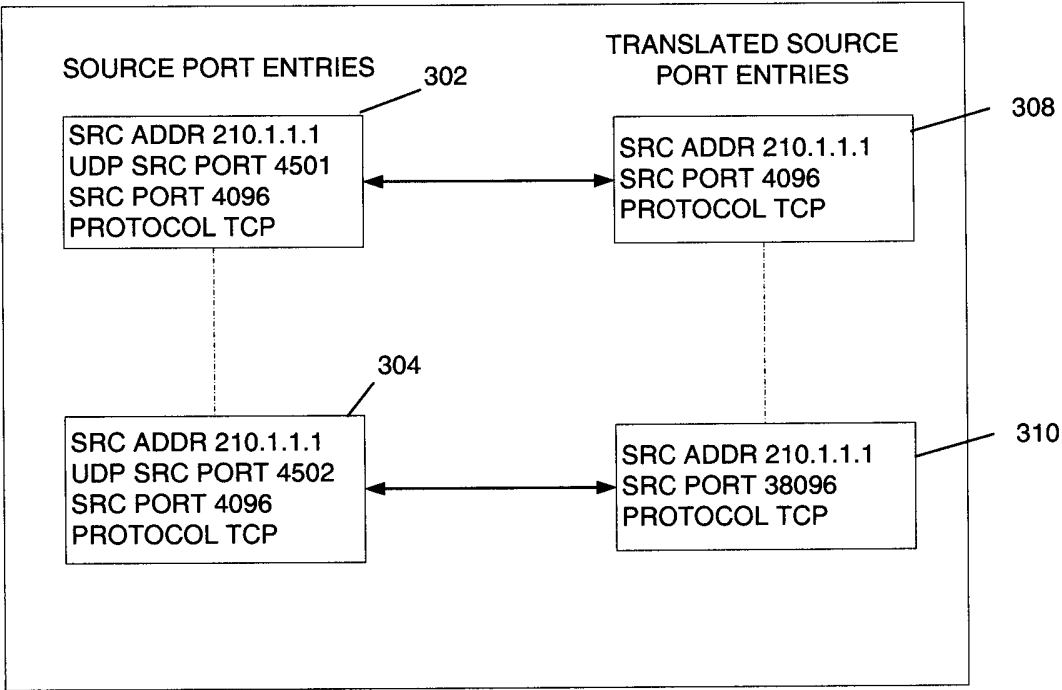 SOURCE PORT ENTRIES
302
SRC ADDR 210.1.1.1
UDP SRC PORT 4501
SRC PORT 4096
PROTOCOL TCP
TRANSLATED SOURCE
PORT ENTRIES
308
SRC ADDR 210.1.1.1
SRC PORT 4096
PROTOCOL TCP
304
SRC ADDR 210.1.1.1
UDP SRC PORT 4502
SRC PORT 4096
PROTOCOL TCP
310
SRC ADDR 210.1.1.1
SRC PORT 38096
PROTOCOL TCP